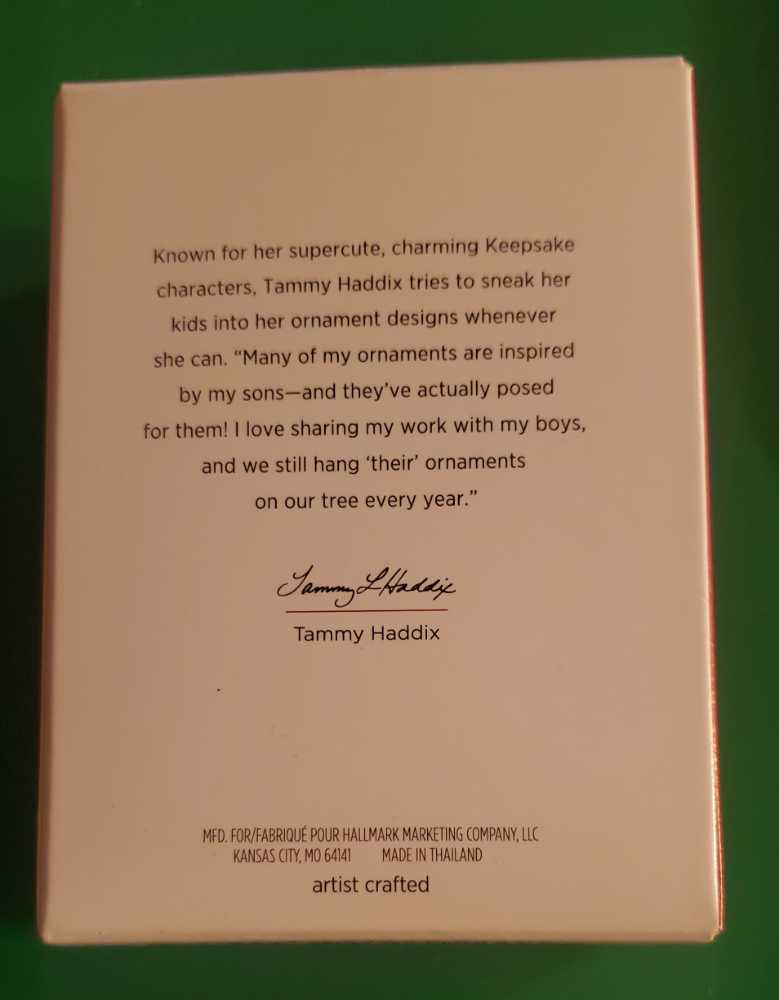 Known for her supercute, charming Keepsake
characters, Tammy Haddix tries to sneak her
kids into her ornament designs whenever
she can. “Many of my ornaments are inspired
by my sons—and they’ve actually posed
for them! I love sharing my work with my boys,
and we still hang ‘their’ ornaments
on our tree every year.”
Tammy L Haddix
Tammy Haddix
MFD. FOR/FABRIQUÉ POUR HALLMARK MARKETING COMPANY, LLC
KANSAS CITY, MO 64141 MADE IN THAILAND
artist crafted